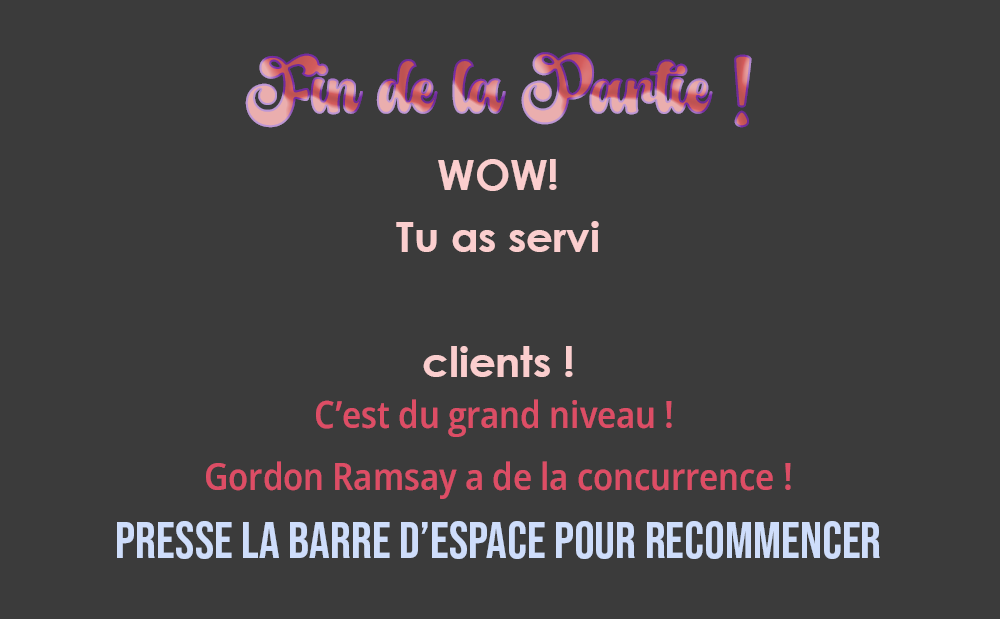 Fin de la Partie !
WOW!
Tu as servi
clients !
C’est du grand niveau !
Gordon Ramsay a de la concurrence !
PRESSE LA BARRE D’ESPACE POUR RECOMMENCER